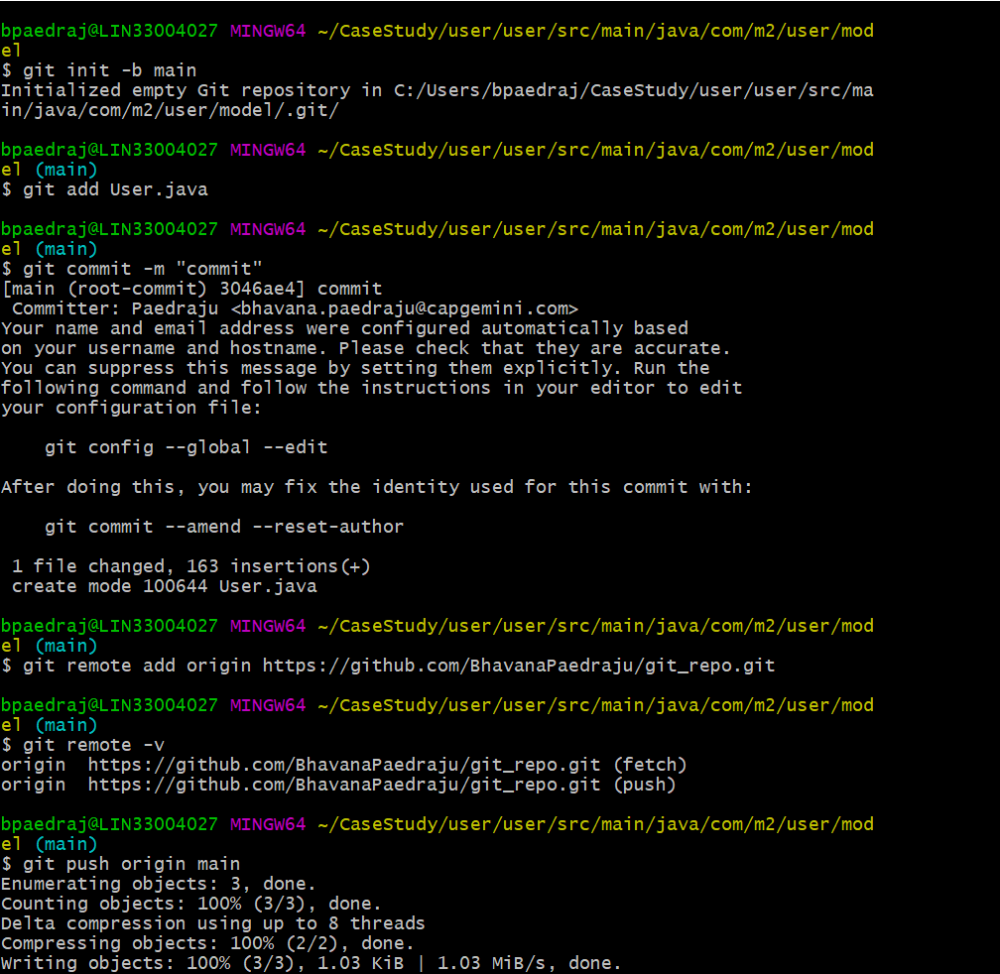 bpaedraj@LIN33004027 MINGW64 ~/CaseStudy/user/user/src/main/java/com/m2/user/mod
el
$ git init -b main
Initialized empty Git repository in C:/Users/bpaedraj/CaseStudy/user/user/src/ma
in/java/com/m2/user/model/.git/
bpaedraj@LIN33004027 MINGW64 ~/CaseStudy/user/user/src/main/java/com/m2/user/mod
el (main)
$ git add User.java
bpaedraj@LIN33004027 MINGW64 ~/CaseStudy/user/user/src/main/java/com/m2/user/mod
el (main)
$ git commit -m "commit"
[main (root-commit) 3046ae4] commit
 Committer: Paedraju <bhavana.paedraju@capgemini.com>
Your name and email address were configured automatically based
on your username and hostname. Please check that they are accurate.
You can suppress this message by setting them explicitly. Run the
following command and follow the instructions in your editor to edit
your configuration file:
    git config --global --edit
After doing this, you may fix the identity used for this commit with:
    git commit --amend --reset-author
 1 file changed, 163 insertions(+)
 create mode 100644 User.java
bpaedraj@LIN33004027 MINGW64 ~/CaseStudy/user/user/src/main/java/com/m2/user/mod
el (main)
$ git remote add origin https://github.com/BhavanaPaedraju/git_repo.git
bpaedraj@LIN33004027 MINGW64 ~/CaseStudy/user/user/src/main/java/com/m2/user/mod
el (main)
$ git remote -v
origin  https://github.com/BhavanaPaedraju/git_repo.git (fetch)
origin  https://github.com/BhavanaPaedraju/git_repo.git (push)
bpaedraj@LIN33004027 MINGW64 ~/CaseStudy/user/user/src/main/java/com/m2/user/mod
el (main)
$ git push origin main
Enumerating objects: 3, done.
Counting objects: 100% (3/3), done.
Delta compression using up to 8 threads
Compressing objects: 100% (2/2), done.
Writing objects: 100% (3/3), 1.03 KiB | 1.03 MiB/s, done.